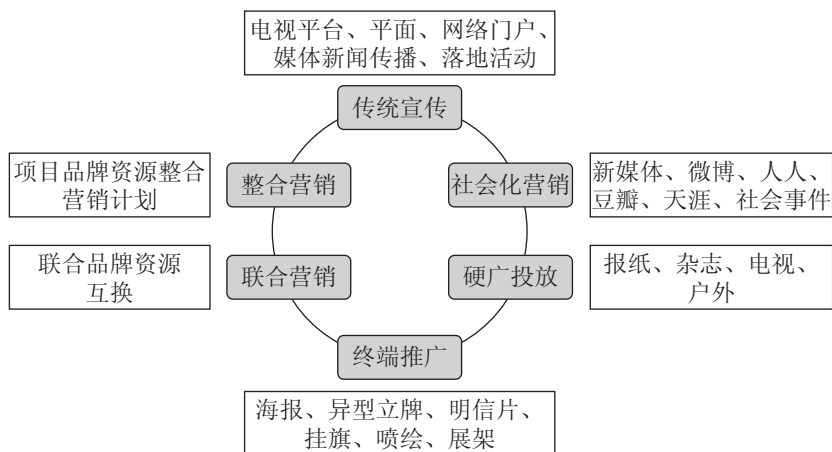 电视平台、平面、网络门户、
媒体新闻传播、落地活动
传统宣传
项目品牌资源整合
营销计划
整合营销
社会化营销
新媒体、微博、人人、
豆瓣、天涯、社会事件
联合品牌资源
互换
联合营销
硬广投放
报纸、杂志、电视、
户外
终端推广
海报、异型立牌、明信片、
挂旗、喷绘、展架